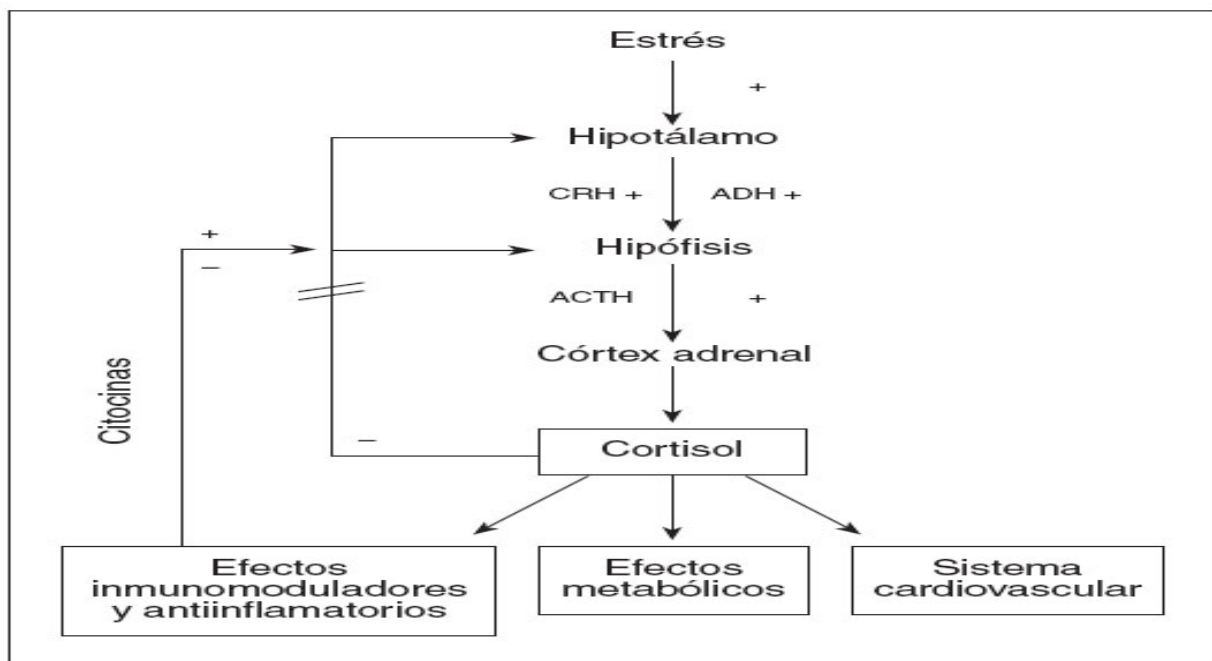 Estrés
+
Hipotálamo
CRH + ADH +
+
Hipófisis
−
ACTH +
Córtex adrenal
Citocinas
−
Cortisol
Efectos
inmunomoduladores
y antiinflamatorios
Efectos
metabólicos
Sistema
cardiovascular